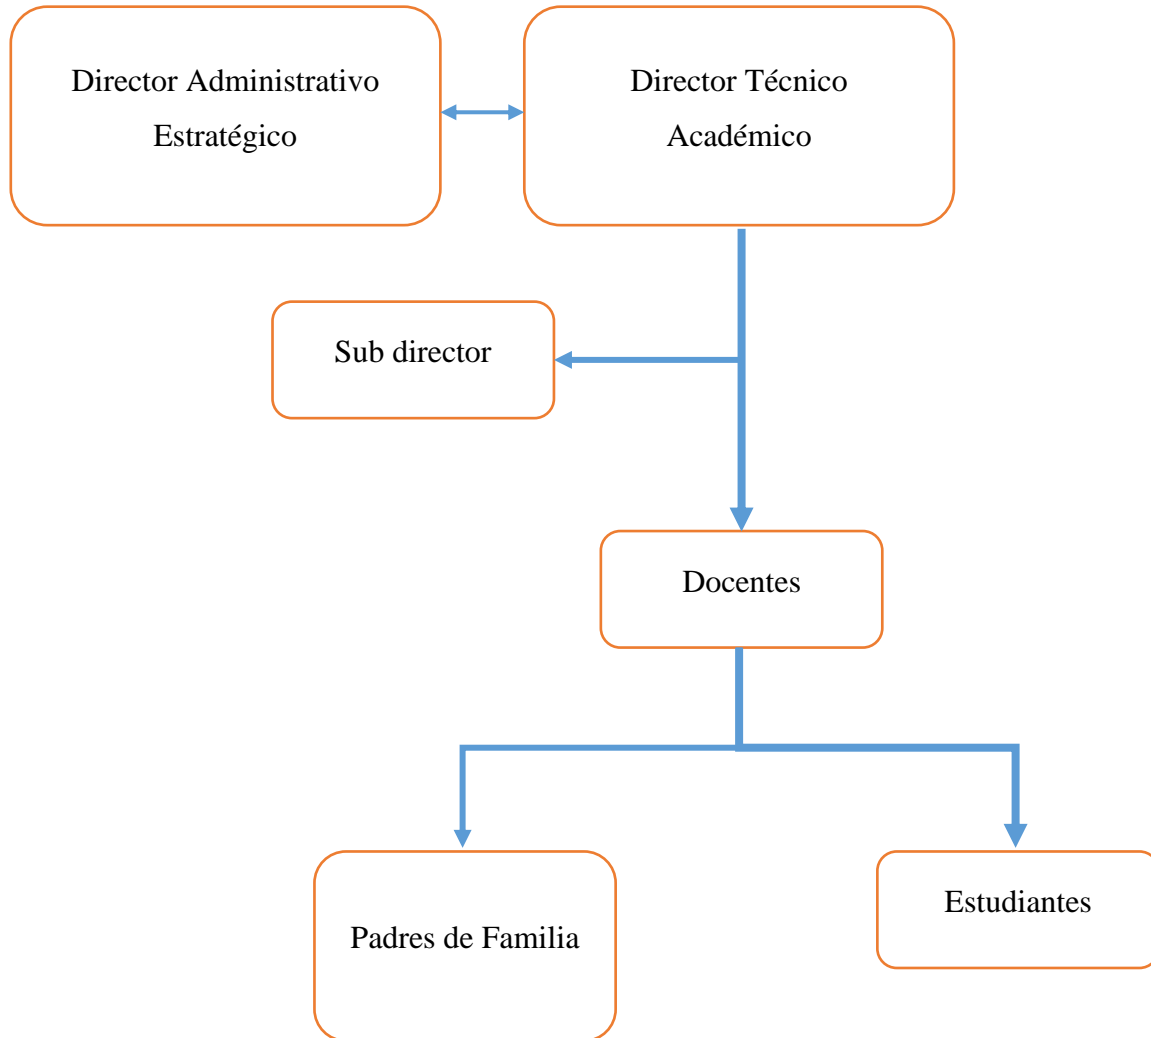 Director Administrativo
Estratégico
Director Técnico
Académico
Sub director
Docentes
Padres de Familia
Estudiantes